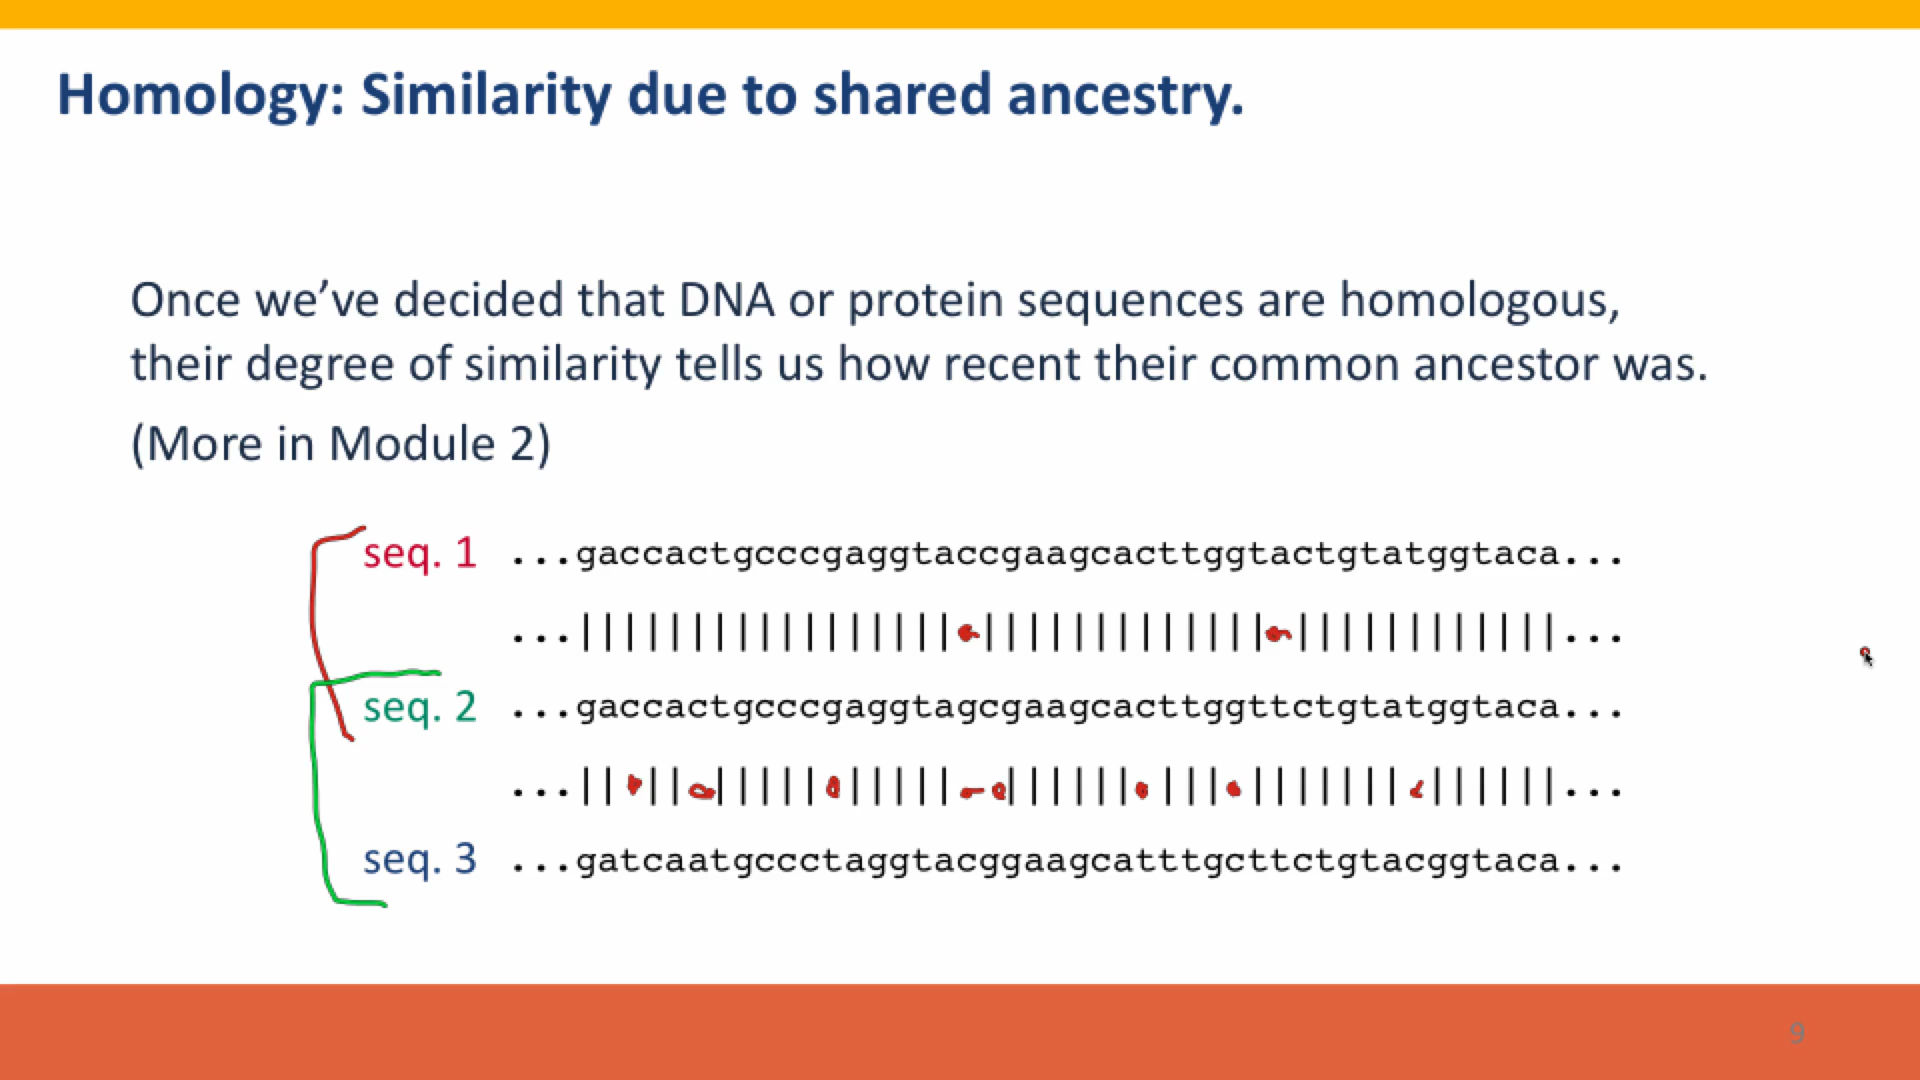 Homology: Similarity due to shared ancestry.
Once we’ve decided that DNA or protein sequences are homologous,
their degree of similarity tells us how recent their common ancestor was.
(More in Module 2)
seq. 1 ...gaccactgcccgaggtaccgaagcacttggtactgtatggtaca...
...||||||||||||||||| ||||||||||||| ||||||||||||...
seq. 2 ...gaccactgcccgaggtagcgaagcacttggttctgtatggtaca...
...|| || ||||| ||||| |||||| ||| ||||||| ||||||...
seq. 3 ...gatcaatgccctaggtacggaagcatttgcttctgtacggtaca...
9